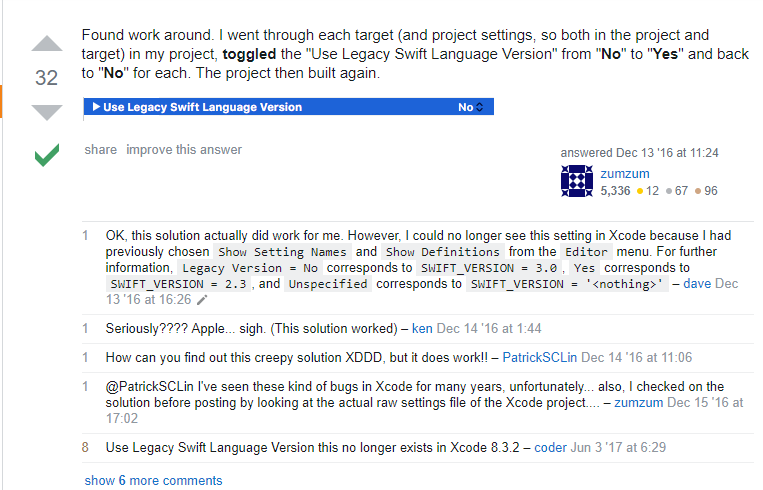 Found work around. I went through each target (and project settings, so both in the project and
target) in my project, toggled the "Use Legacy Swift Language Version" from "No" to "Yes" and back
to "No" for each. The project then built again.
32
Use Legacy Swift Language Version No
share improve this answer
answered Dec 13 '16 at 11:24
zumzum
5,336 12 67 96
1 OK, this solution actually did work for me. However, I could no longer see this setting in Xcode because I had
previously chosen Show Setting Names and Show Definitions from the Editor menu. For further
information, Legacy Version = No corresponds to SWIFT_VERSION = 3.0 , Yes corresponds to
SWIFT_VERSION = 2.3 , and Unspecified corresponds to SWIFT_VERSION = '<nothing>' – dave Dec
13 '16 at 16:26
1 Seriously???? Apple... sigh. (This solution worked) – ken Dec 14 '16 at 1:44
1 How can you find out this creepy solution XDDD, but it does work!! – PatrickSCLin Dec 14 '16 at 11:06
1 @PatrickSCLin I've seen these kind of bugs in Xcode for many years, unfortunately... also, I checked on the
solution before posting by looking at the actual raw settings file of the Xcode project.... – zumzum Dec 15 '16 at
17:02
8 Use Legacy Swift Language Version this no longer exists in Xcode 8.3.2 – coder Jun 3 '17 at 6:29
show 6 more comments